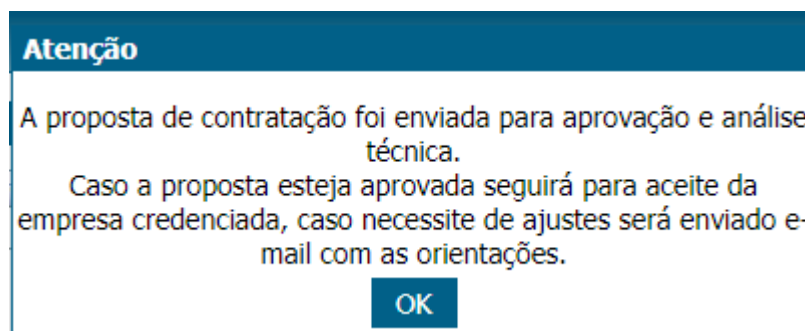 Atenção
A proposta de contratação foi enviada para aprovação e análise
técnica.
Caso a proposta esteja aprovada seguirá para aceite da
empresa credenciada, caso necessite de ajustes será enviado e-
mail com as orientações.
OK